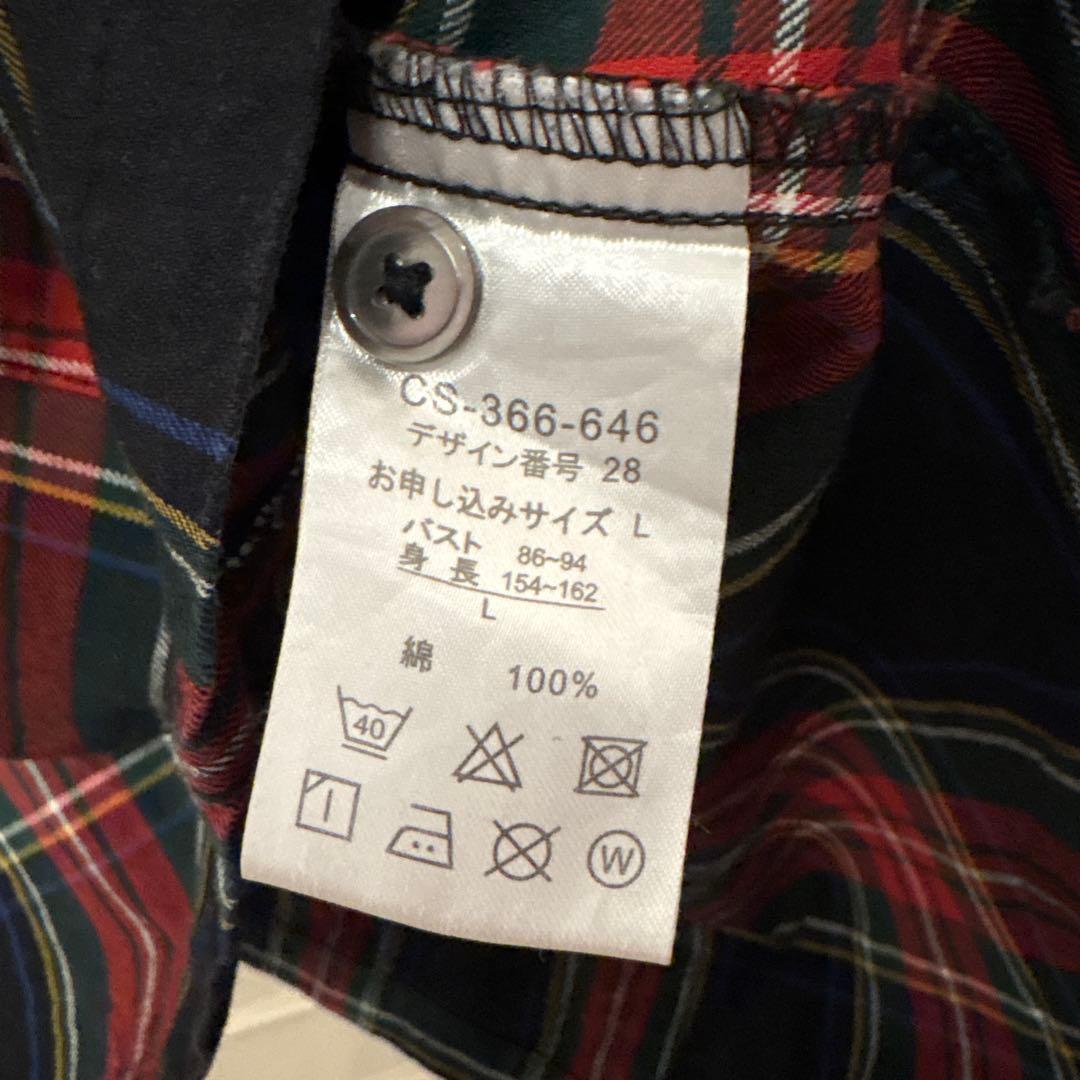 CS-366-646
デザイン番号 28
お申し込みサイズ L
バスト 86~94
身長 154~162
L
綿 100%
40
W